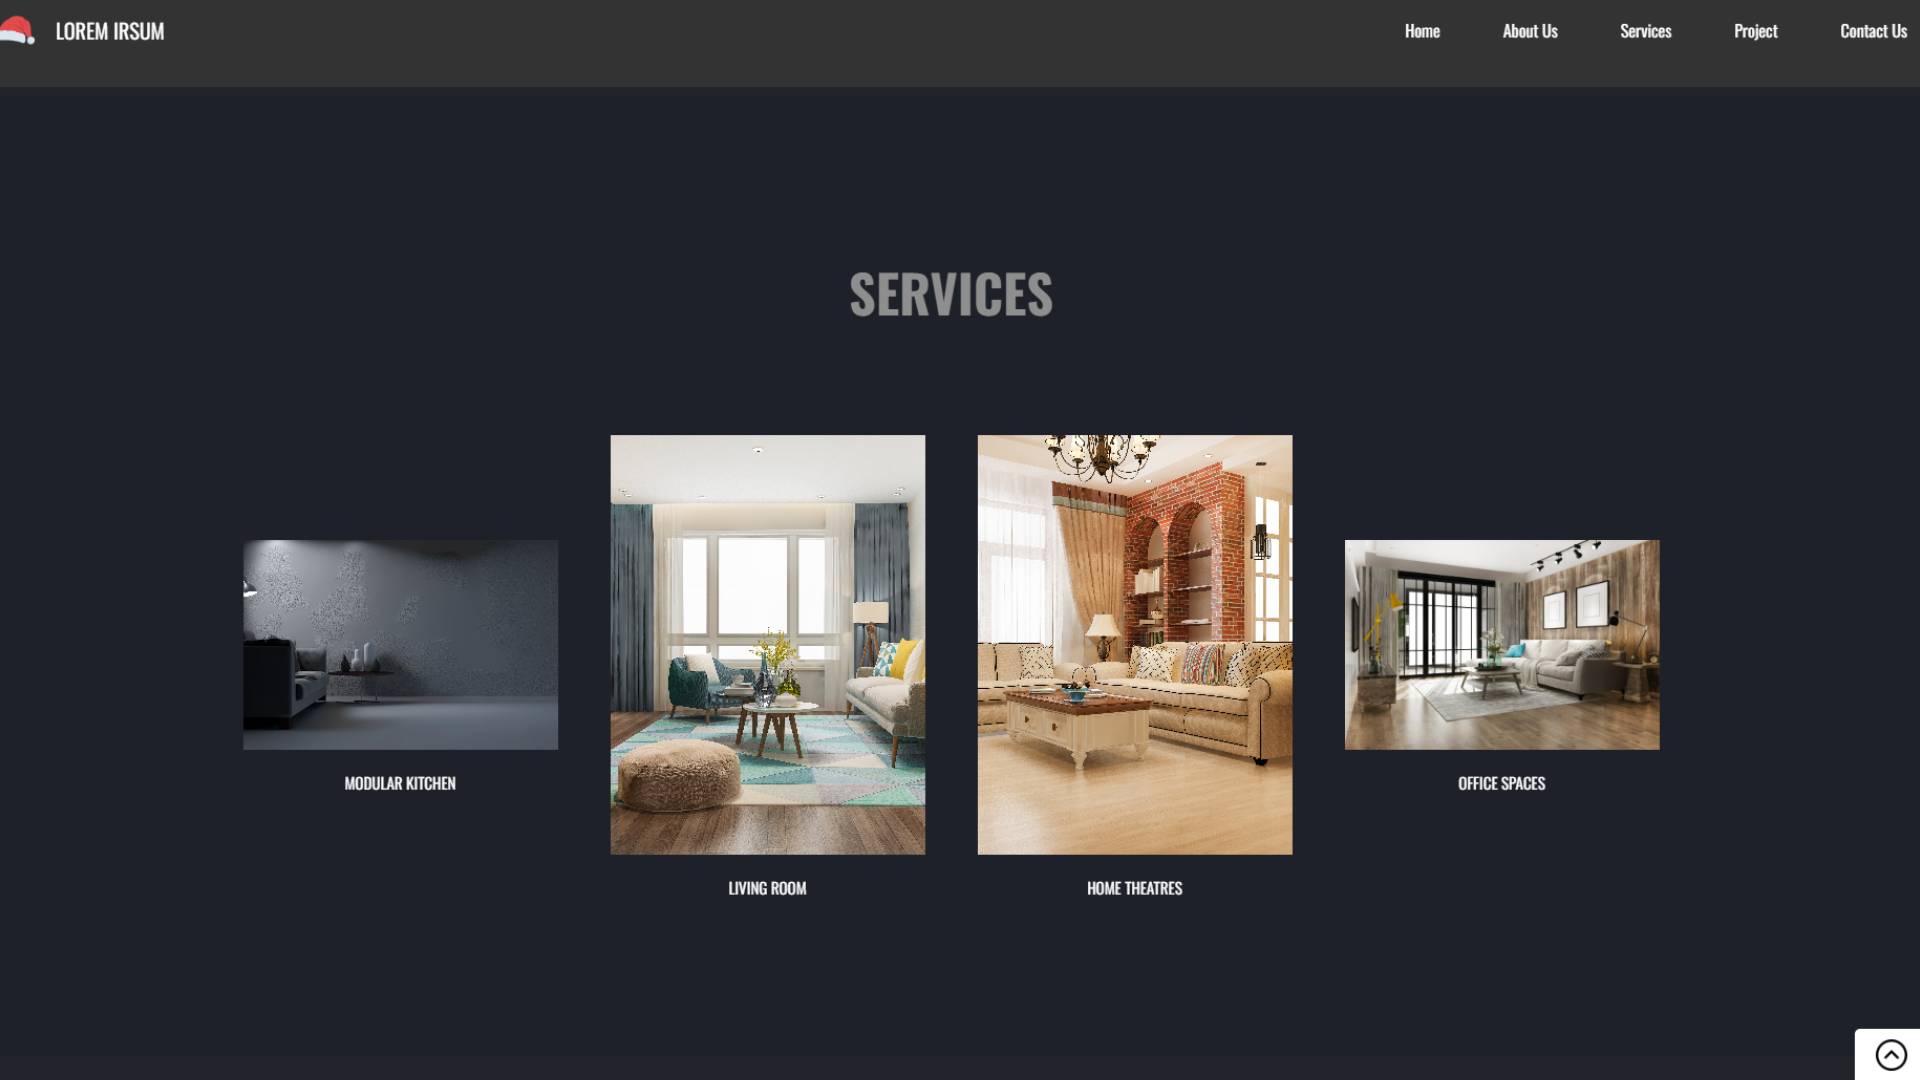 LOREM IRSUM
Home
About Us
Services
Project
Contact Us
SERVICES
MODULAR KITCHEN
OFFICE SPACES
LIVING ROOM
HOME THEATRES